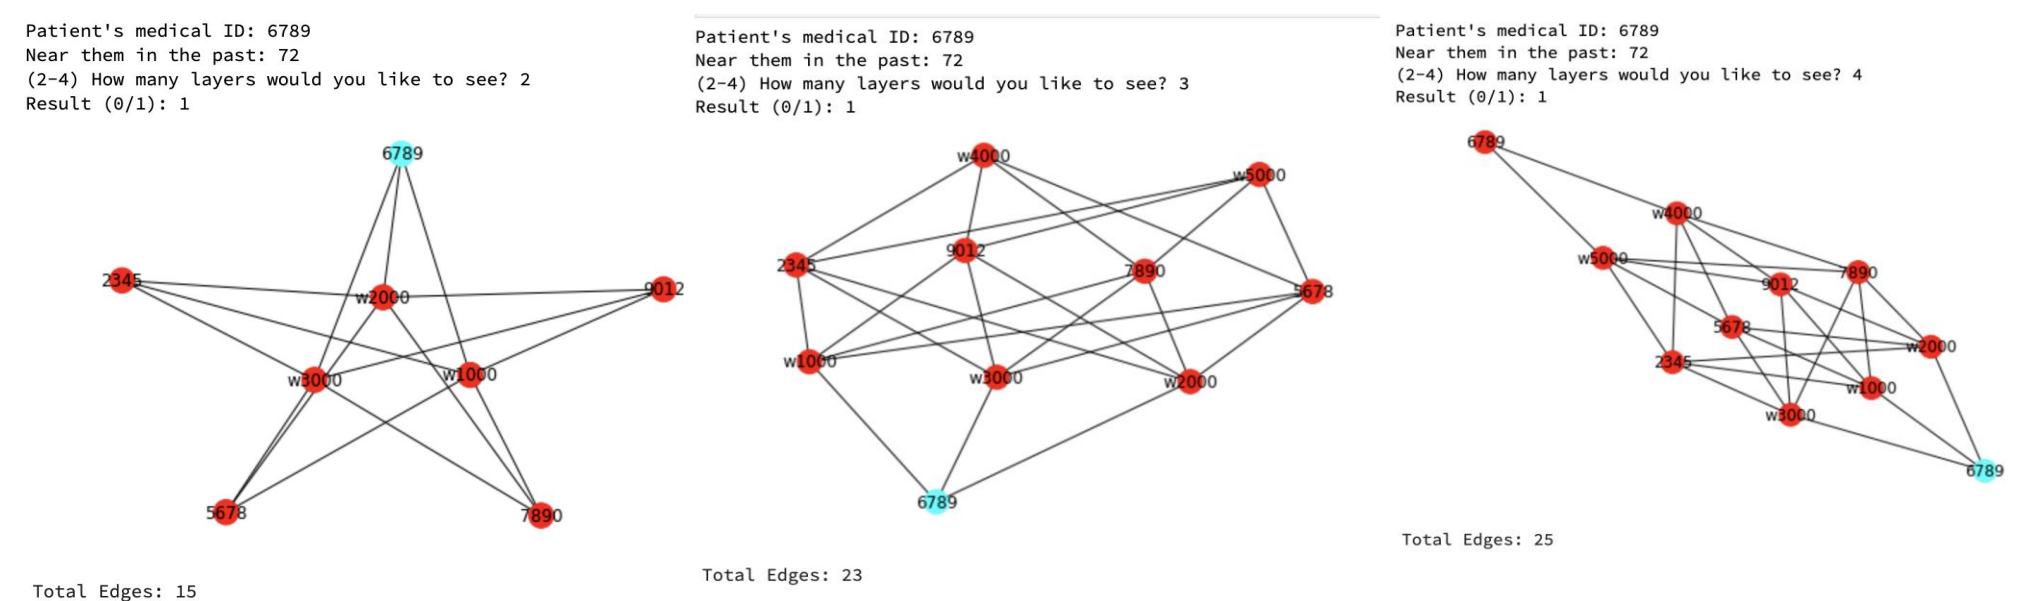 Patient's medical ID: 6789
Near them in the past: 72
(2-4) How many layers would you like to see? 2
Result (0/1): 1
6789
2345
w2000
9012
w3000
w1000
5678
7890
Total Edges: 15
Patient's medical ID: 6789
Near them in the past: 72
(2-4) How many layers would you like to see? 3
Result (0/1): 1
w4000
w5000
9012
2345
7890
5678
w1000
w3000
w2000
6789
Total Edges: 23
Patient's medical ID: 6789
Near them in the past: 72
(2-4) How many layers would you like to see? 4
Result (0/1): 1
6789
w4000
w5000
7890
9012
5678
w2000
2345
w1000
w3000
6789
Total Edges: 25